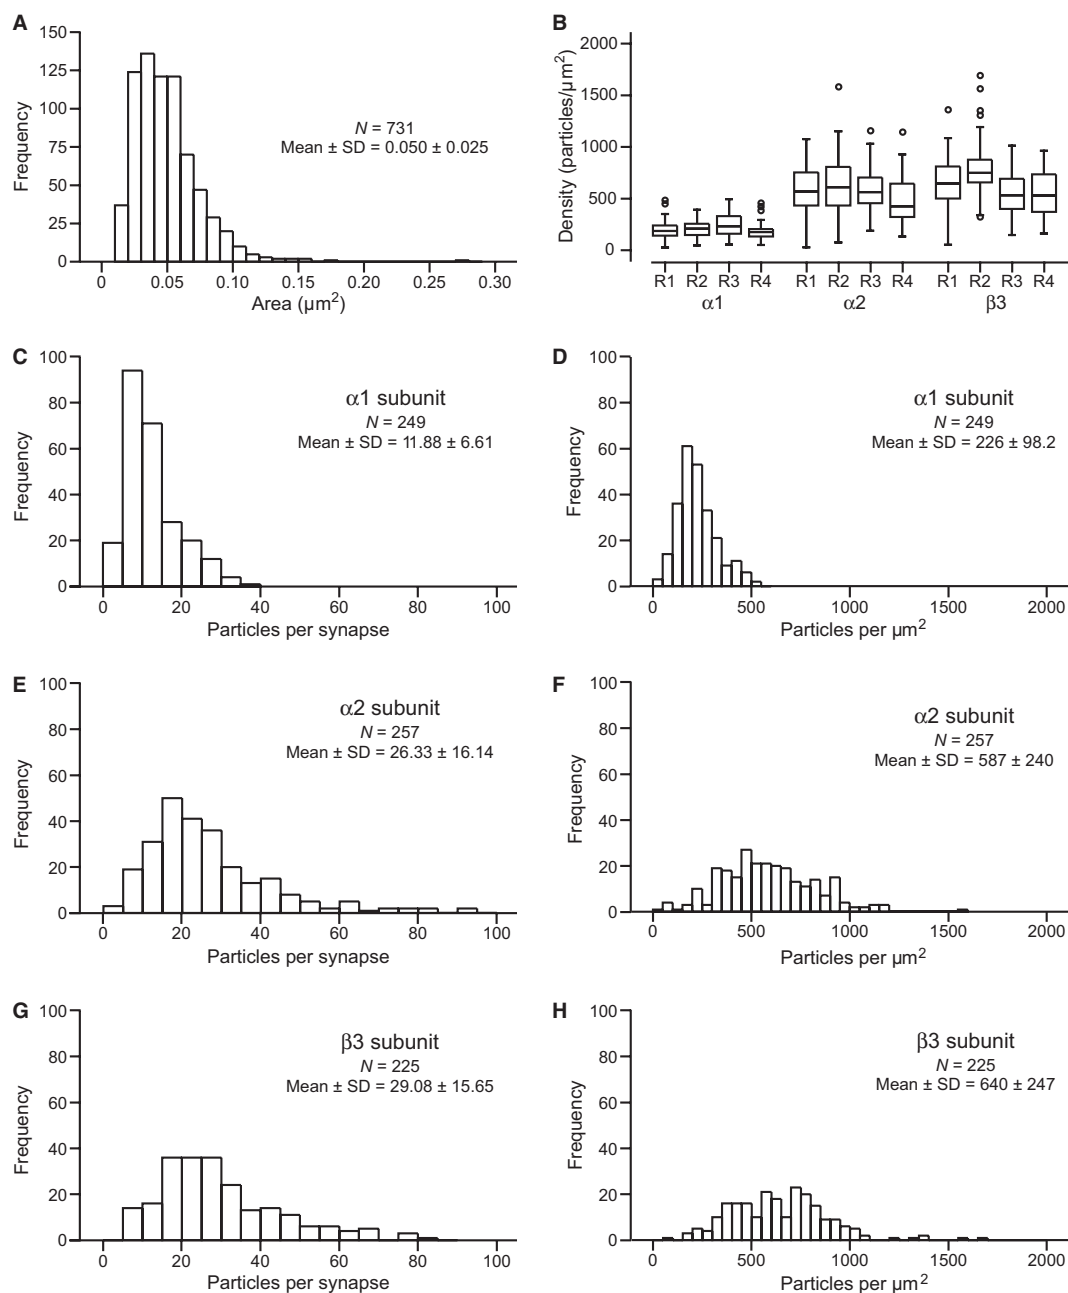 A
150
125
100
75
50
25
0
Frequency
N = 731
Mean ± SD = 0.050 ± 0.025
0 0.05 0.10 0.15 0.20 0.25 0.30
Area (µm²)
B
2000
1500
1000
500
0
Density (particles/µm²)
R1 R2 R3 R4 R1 R2 R3 R4 R1 R2 R3 R4
α1 α2 β3
C
100
80
60
40
20
0
Frequency
α1 subunit
N = 249
Mean ± SD = 11.88 ± 6.61
0 20 40 60 80 100
Particles per synapse
D
100
80
60
40
20
0
Frequency
α1 subunit
N = 249
Mean ± SD = 226 ± 98.2
0 500 1000 1500 2000
Particles per µm²
E
100
80
60
40
20
0
Frequency
α2 subunit
N = 257
Mean ± SD = 26.33 ± 16.14
0 20 40 60 80 100
Particles per synapse
F
100
80
60
40
20
0
Frequency
α2 subunit
N = 257
Mean ± SD = 587 ± 240
0 500 1000 1500 2000
Particles per µm²
G
100
80
60
40
20
0
Frequency
β3 subunit
N = 225
Mean ± SD = 29.08 ± 15.65
0 20 40 60 80 100
Particles per synapse
H
100
80
60
40
20
0
Frequency
β3 subunit
N = 225
Mean ± SD = 640 ± 247
0 500 1000 1500 2000
Particles per µm²